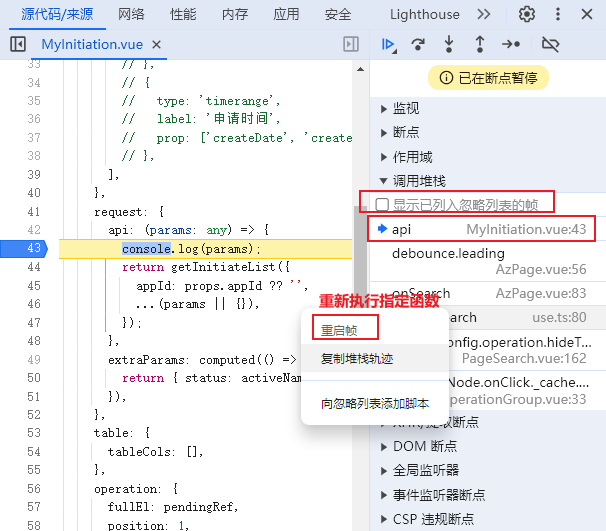 源代码/来源 网络 性能 内存 应用 安全 Lighthouse
MyInitiation.vue
33 // },
34 // {
35 //   type: 'timerange',
36 //   label: '申请时间',
37 //   prop: ['createDate', 'create
38 // },
39 ],
40 },
41 request: {
42 api: (params: any) => {
43 console.log(params);
44 return getInitiateList({
45 appId: props.appId ?? '',
46 ...(params || {}),
47 });
48 },
49 extraParams: computed(() =>
50 return { status: activeNam
51 }),
52 },
53 table: {
54 tableCols: [],
55 },
56 operation: {
57 fullEl: pendingRef,
58 position: 1,
已在断点暂停
监视
断点
作用域
调用堆栈
显示已列入忽略列表的帧
api MyInitiation.vue:43
debounce.leading
AzPage.vue:56
onSearch AzPage.vue:83
arch use.ts:80
onfig.operation.hideT...
PageSearch.vue:162
Node.onClick._cache....
perationGroup.vue:33
重新执行指定函数
重启帧
复制堆栈轨迹
向忽略列表添加脚本
XHR/提取断点
DOM 断点
全局监听器
事件监听器断点
CSP 违规断点